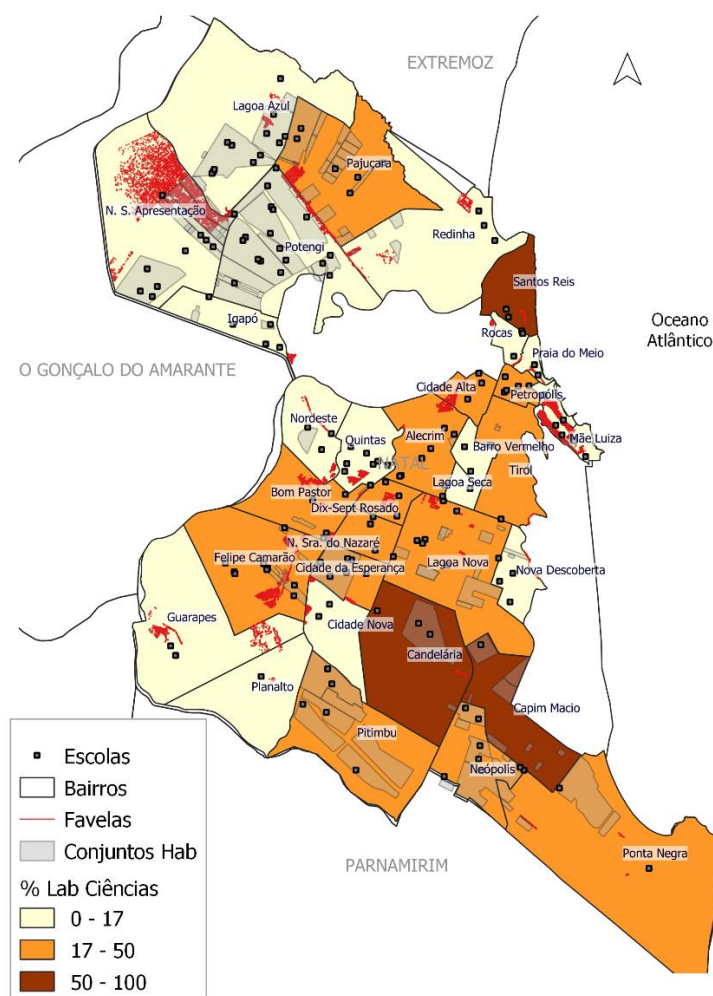 EXTREMOZ
Lagoa Azul
Pajuçara
N. S. Apresentação
Redinha
Potengi
Santos Reis
Oceano
Atlântico
Igapó
Rocas
Praia do Meio
O GONÇALO DO AMARANTE
Cidade Alta
Petropólis
Nordeste
Alecrim
Mãe Luiza
Quintas
Barro Vermelho
NATAL
Tirol
Bom Pastor
Lagoa Seca
Dix-Sept Rosado
N. Sra. do Nazaré
Felipe Camarão
Cidade da Esperança
Lagoa Nova
Nova Descoberta
Guarapes
Cidade Nova
Candelária
Planalto
Capim Macio
Pitimbu
Neópolis
Ponta Negra
PARNAMIRIM
Escolas
Bairros
Favelas
Conjuntos Hab
% Lab Ciências
0 - 17
17 - 50
50 - 100